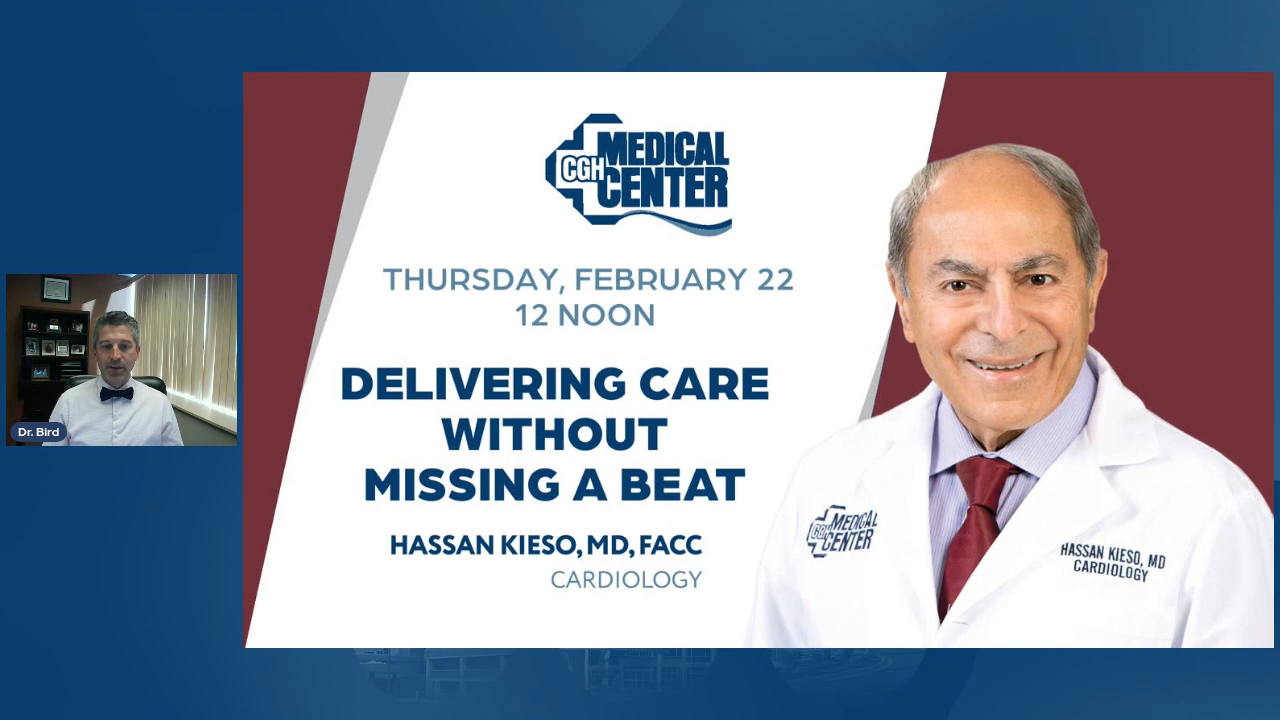 CGH MEDICAL
CENTER
THURSDAY, FEBRUARY 22
12 NOON
DELIVERING CARE
WITHOUT
MISSING A BEAT
HASSAN KIESO, MD, FACC
CARDIOLOGY
CGH MEDICAL
CENTER
HASSAN KIESO, MD
CARDIOLOGY
Dr. Bird